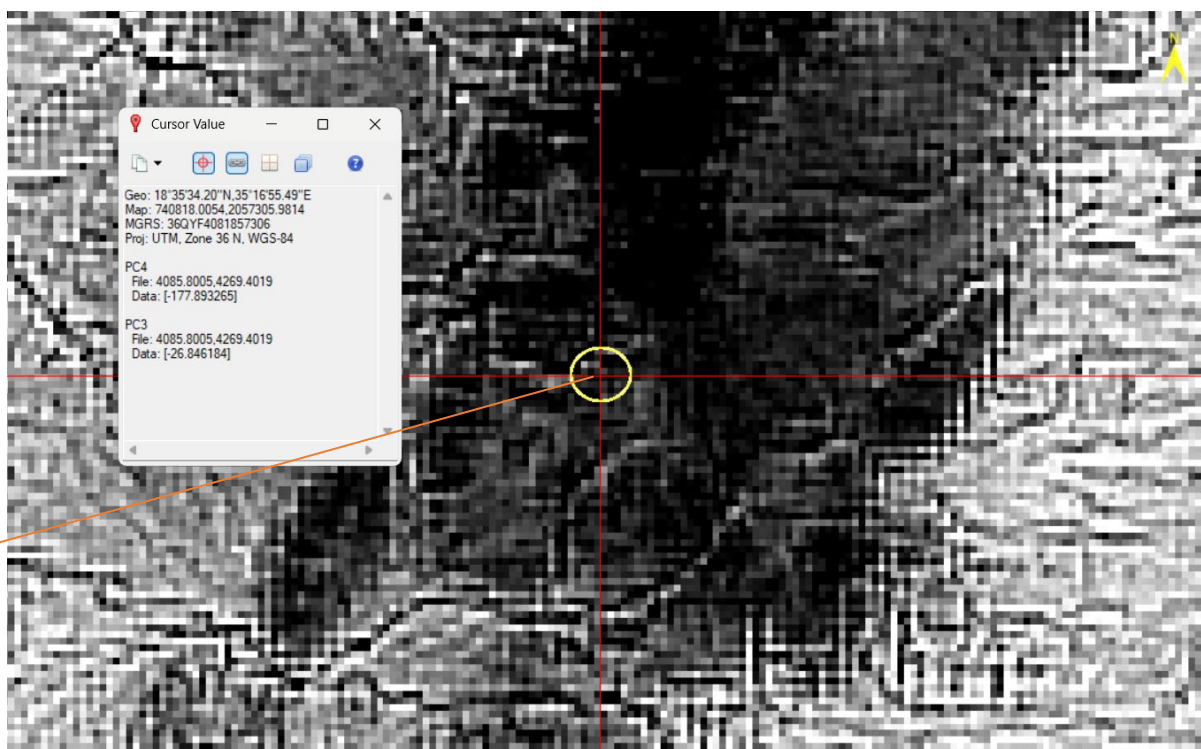 N
Cursor Value
Geo: 18°35'34.20"N,35°16'55.49"E
Map: 740818.0054,2057305.9814
MGRS: 36QYF4081857306
Proj: UTM, Zone 36 N, WGS-84
PC4
File: 4085.8005,4269.4019
Data: [-177.893265]
PC3
File: 4085.8005,4269.4019
Data: [-26.846184]